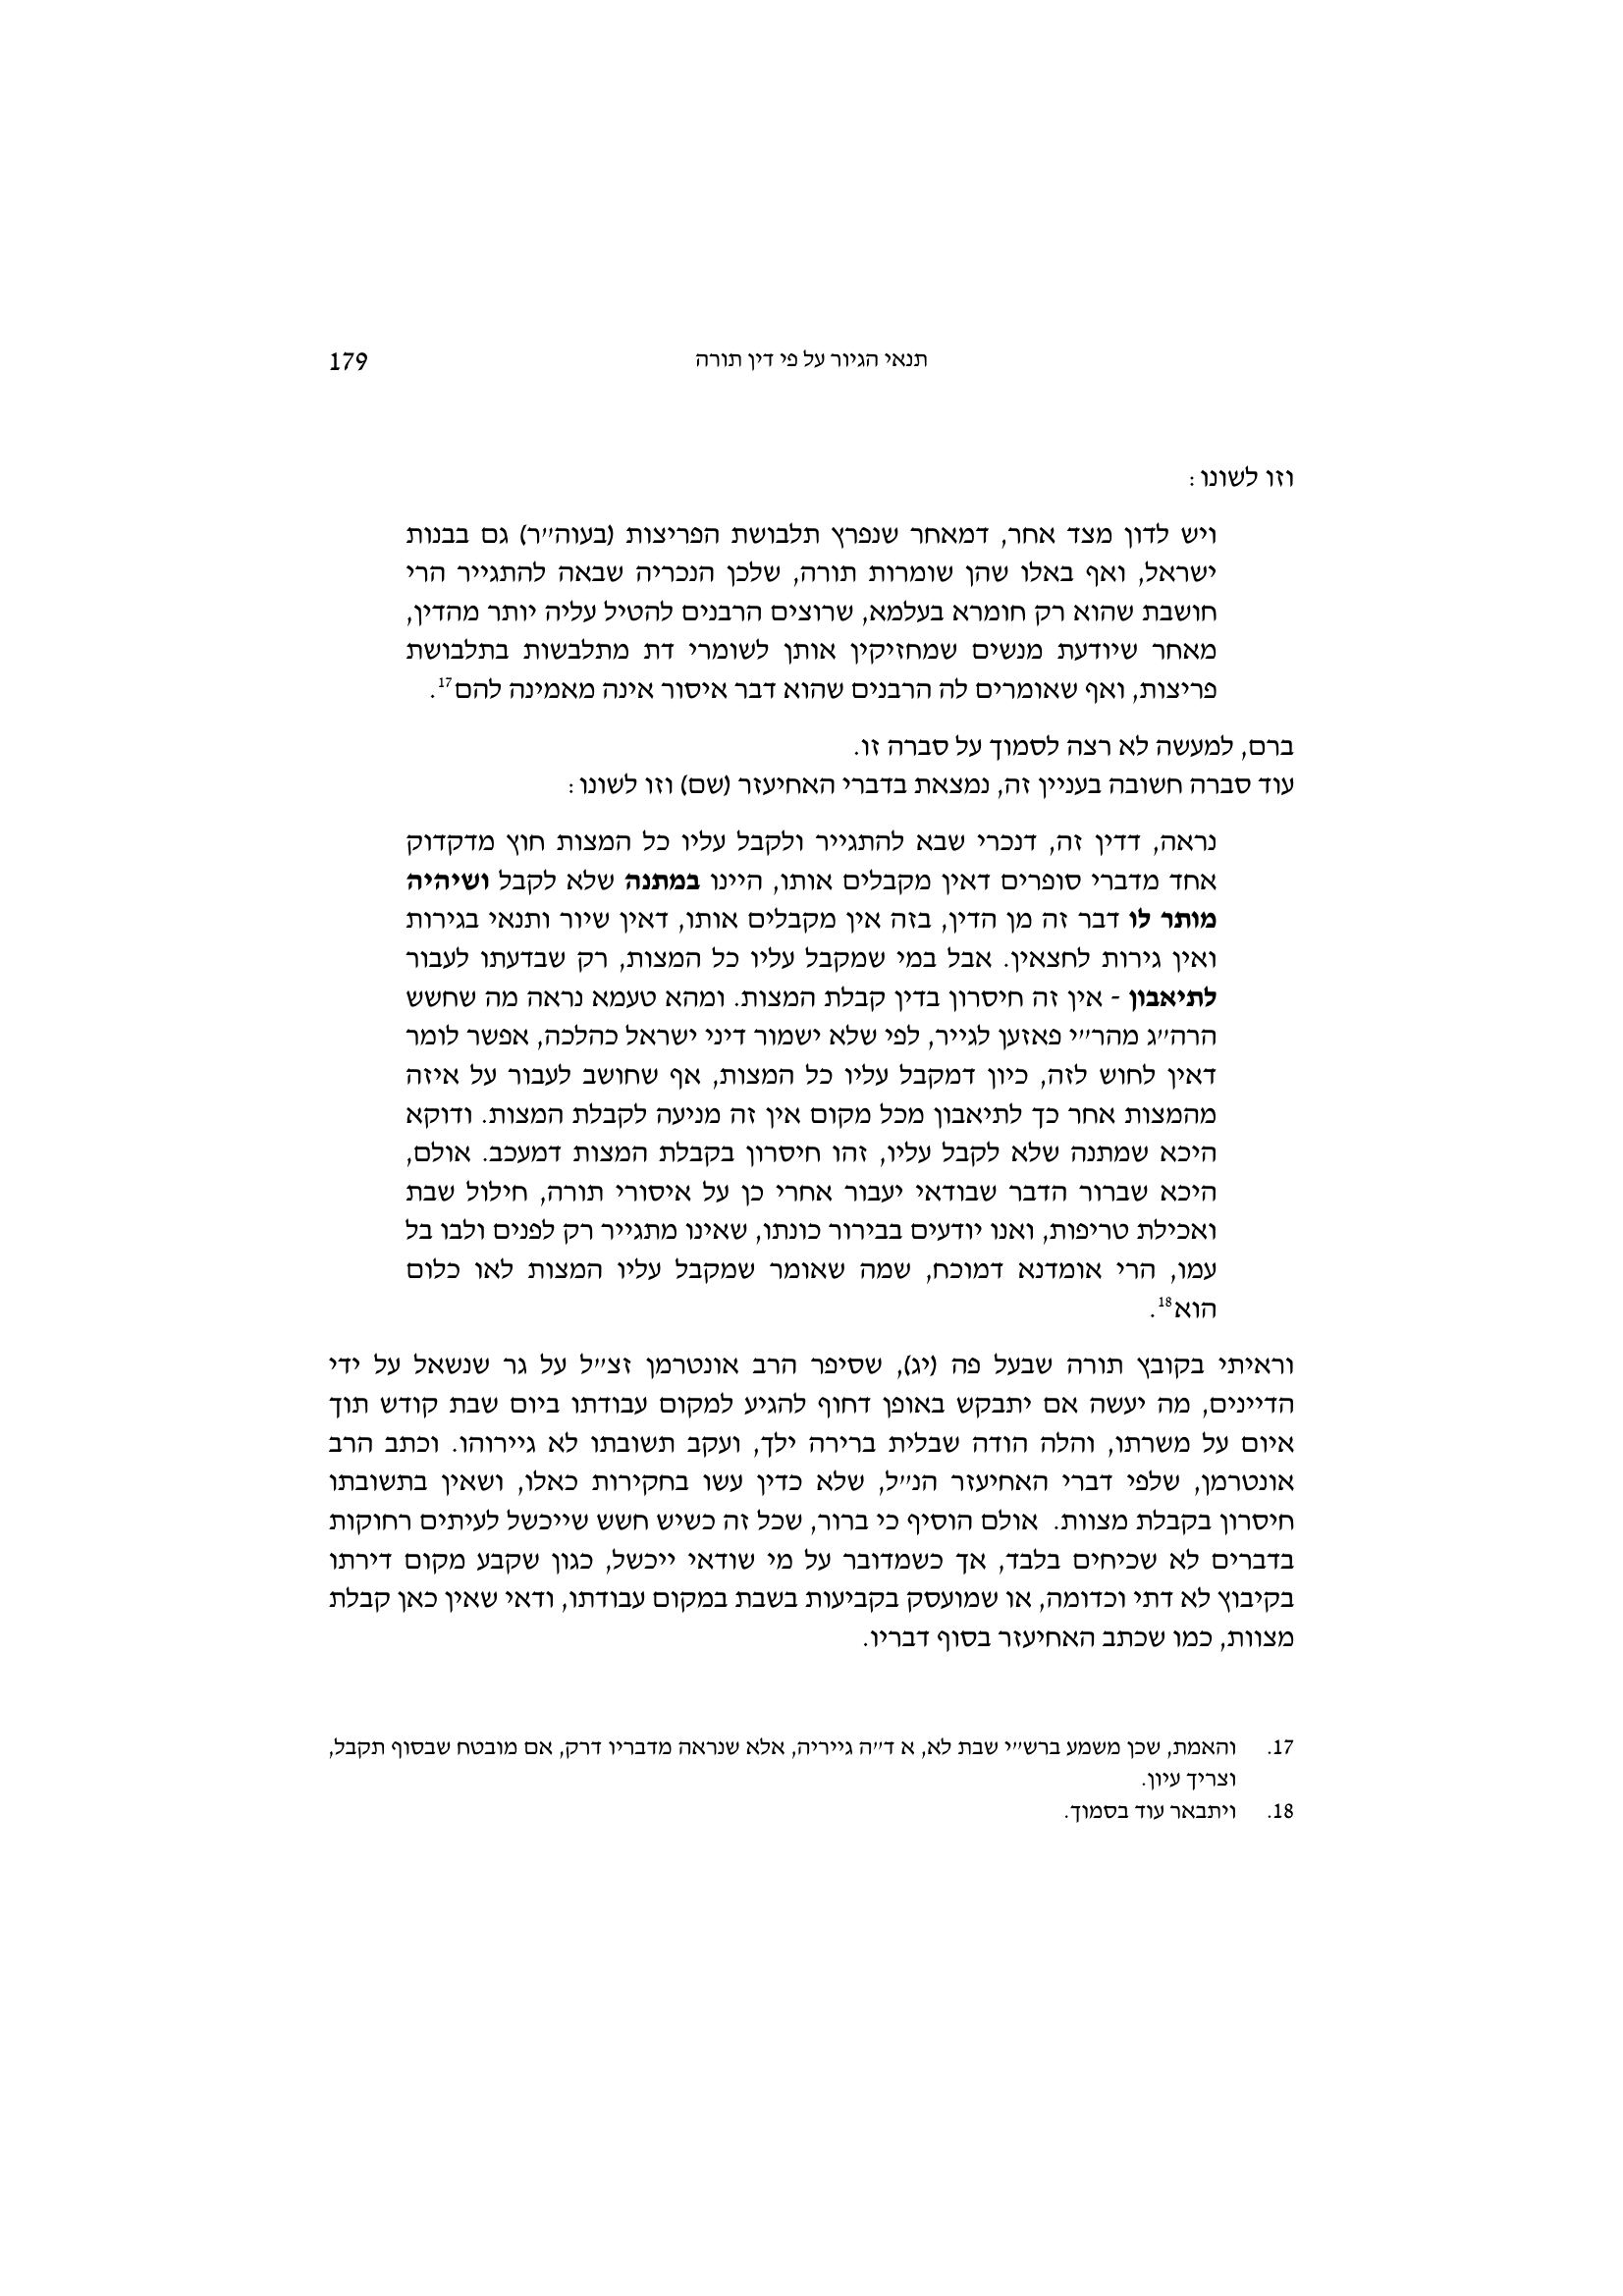 תנאי הגיור על פי דין תורה 179
וזו לשונו:
ויש לדון מצד אחר, דמאחר שנפרץ תלבושת הפריצות (בעוה״ר) גם בבנות
ישראל, ואף באלו שהן שומרות תורה, שלכן הנכריה שבאה להתגייר הרי
חושבת שהוא רק חומרא בעלמא, שרוצים הרבנים להטיל עליה יותר מהדין,
מאחר שיודעת מנשים שמחזיקין אותן לשומרי דת מתלבשות בתלבושת
פריצות, ואף שאומרים לה הרבנים שהוא דבר איסור אינה מאמינה להם17.
ברם, למעשה לא רצה לסמוך על סברה זו.
עוד סברה חשובה בעניין זה, נמצאת בדברי האחיעזר (שם) וזו לשונו:
נראה, דדין זה, דנכרי שבא להתגייר ולקבל עליו כל המצות חוץ מדקדוק
אחד מדברי סופרים דאין מקבלים אותו, היינו במתנה שלא לקבל ושיהיה
מותר לו דבר זה מן הדין, בזה אין מקבלים אותו, דאין שיור ותנאי בגירות
ואין גירות לחצאין. אבל במי שמקבל עליו כל המצות, רק שבדעתו לעבור
לתיאבון - אין זה חיסרון בדין קבלת המצות. ומהא טעמא נראה מה שחשש
הרה״ג מהר״י פאזען לגייר, לפי שלא ישמור דיני ישראל כהלכה, אפשר לומר
דאין לחוש לזה, כיון דמקבל עליו כל המצות, אף שחושב לעבור על איזה
מהמצות אחר כך לתיאבון מכל מקום אין זה מניעה לקבלת המצות. ודוקא
היכא שמתנה שלא לקבל עליו, זהו חיסרון בקבלת המצות דמעכב. אולם,
היכא שברור הדבר שבודאי יעבור אחרי כן על איסורי תורה, חילול שבת
ואכילת טריפות, ואנו יודעים בבירור כונתו, שאינו מתגייר רק לפנים ולבו בל
עמו, הרי אומדנא דמוכח, שמה שאומר שמקבל עליו המצות לאו כלום
הוא18.
וראיתי בקובץ תורה שבעל פה (יג), שסיפר הרב אונטרמן זצ״ל על גר שנשאל על ידי
הדיינים, מה יעשה אם יתבקש באופן דחוף להגיע למקום עבודתו ביום שבת קודש תוך
איום על משרתו, והלה הודה שבלית ברירה ילך, ועקב תשובתו לא גיירוהו. וכתב הרב
אונטרמן, שלפי דברי האחיעזר הנ״ל, שלא כדין עשו בחקירות כאלו, ושאין בתשובתו
חיסרון בקבלת מצוות. אולם הוסיף כי ברור, שכל זה כשיש חשש שייכשל לעיתים רחוקות
בדברים לא שכיחים בלבד, אך כשמדובר על מי שודאי ייכשל, כגון שקבע מקום דירתו
בקיבוץ לא דתי וכדומה, או שמועסק בקביעות בשבת במקום עבודתו, ודאי שאין כאן קבלת
מצוות, כמו שכתב האחיעזר בסוף דבריו.
17. והאמת, שכן משמע ברש״י שבת לא, א ד״ה גייריה, אלא שנראה מדבריו דרק, אם מובטח שבסוף תקבל,
וצריך עיון.
18. ויתבאר עוד בסמוך.